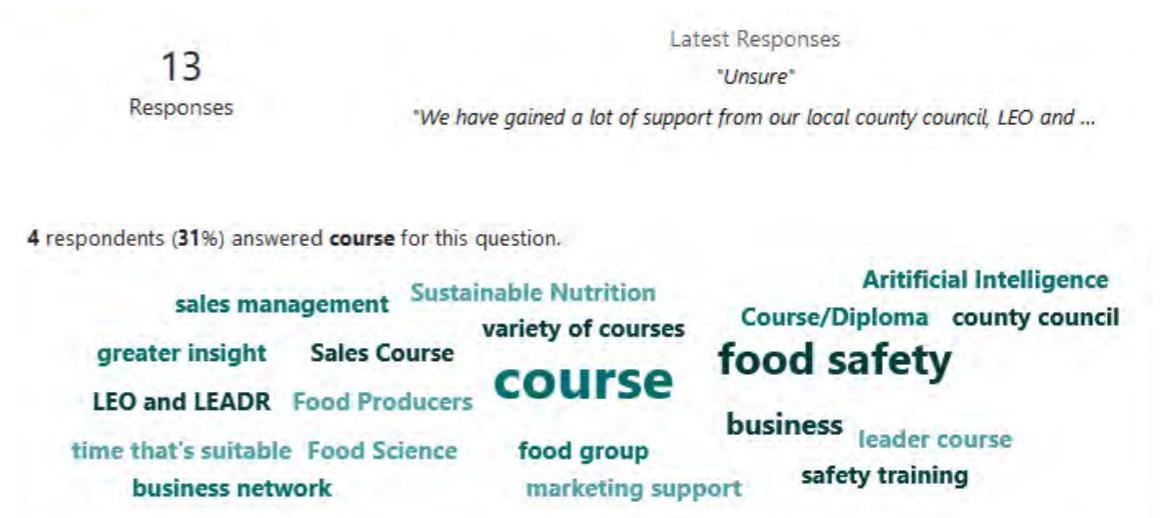 13
Responses
Latest Responses
"Unsure"
"We have gained a lot of support from our local county council, LEO and ...
4 respondents (31%) answered course for this question.
Aritificial Intelligence
sales management Sustainable Nutrition
variety of courses Course/Diploma county council
greater insight Sales Course course food safety
LEO and LEADR Food Producers
business leader course
time that's suitable Food Science food group
business network marketing support safety training